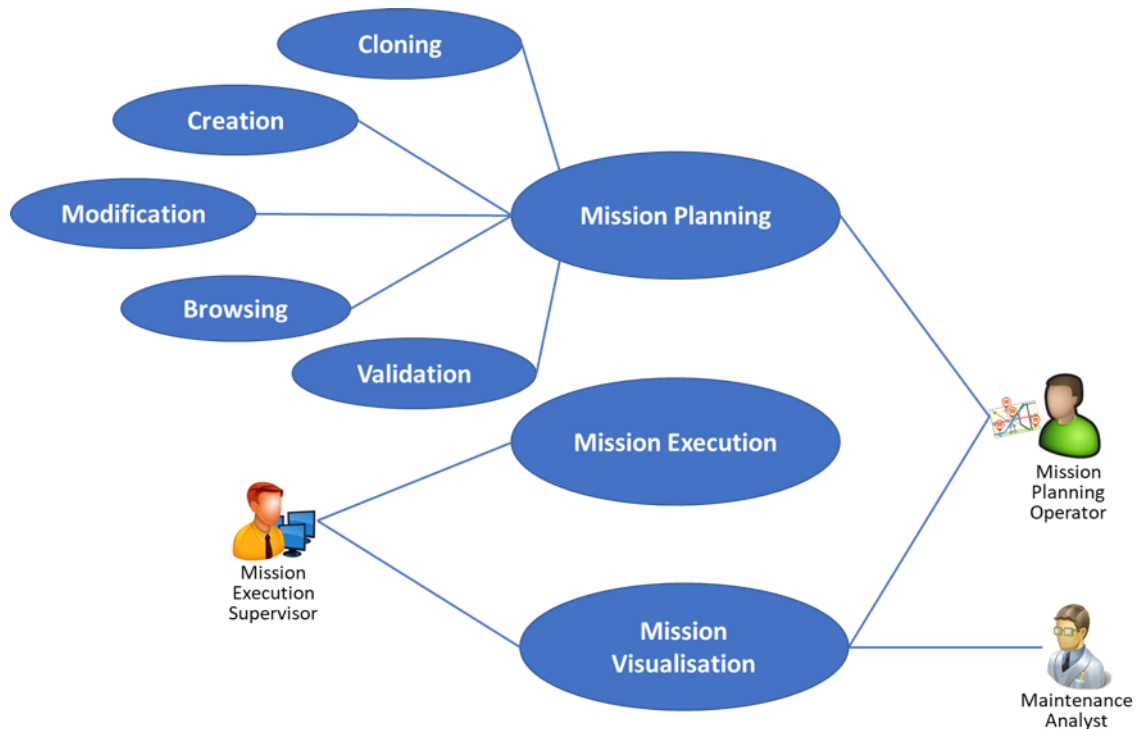 Cloning
Creation
Mission Planning
Modification
Browsing
Validation
Mission Execution
Mission
Planning
Operator
Mission
Execution
Supervisor
Mission
Visualisation
Maintenance
Analyst